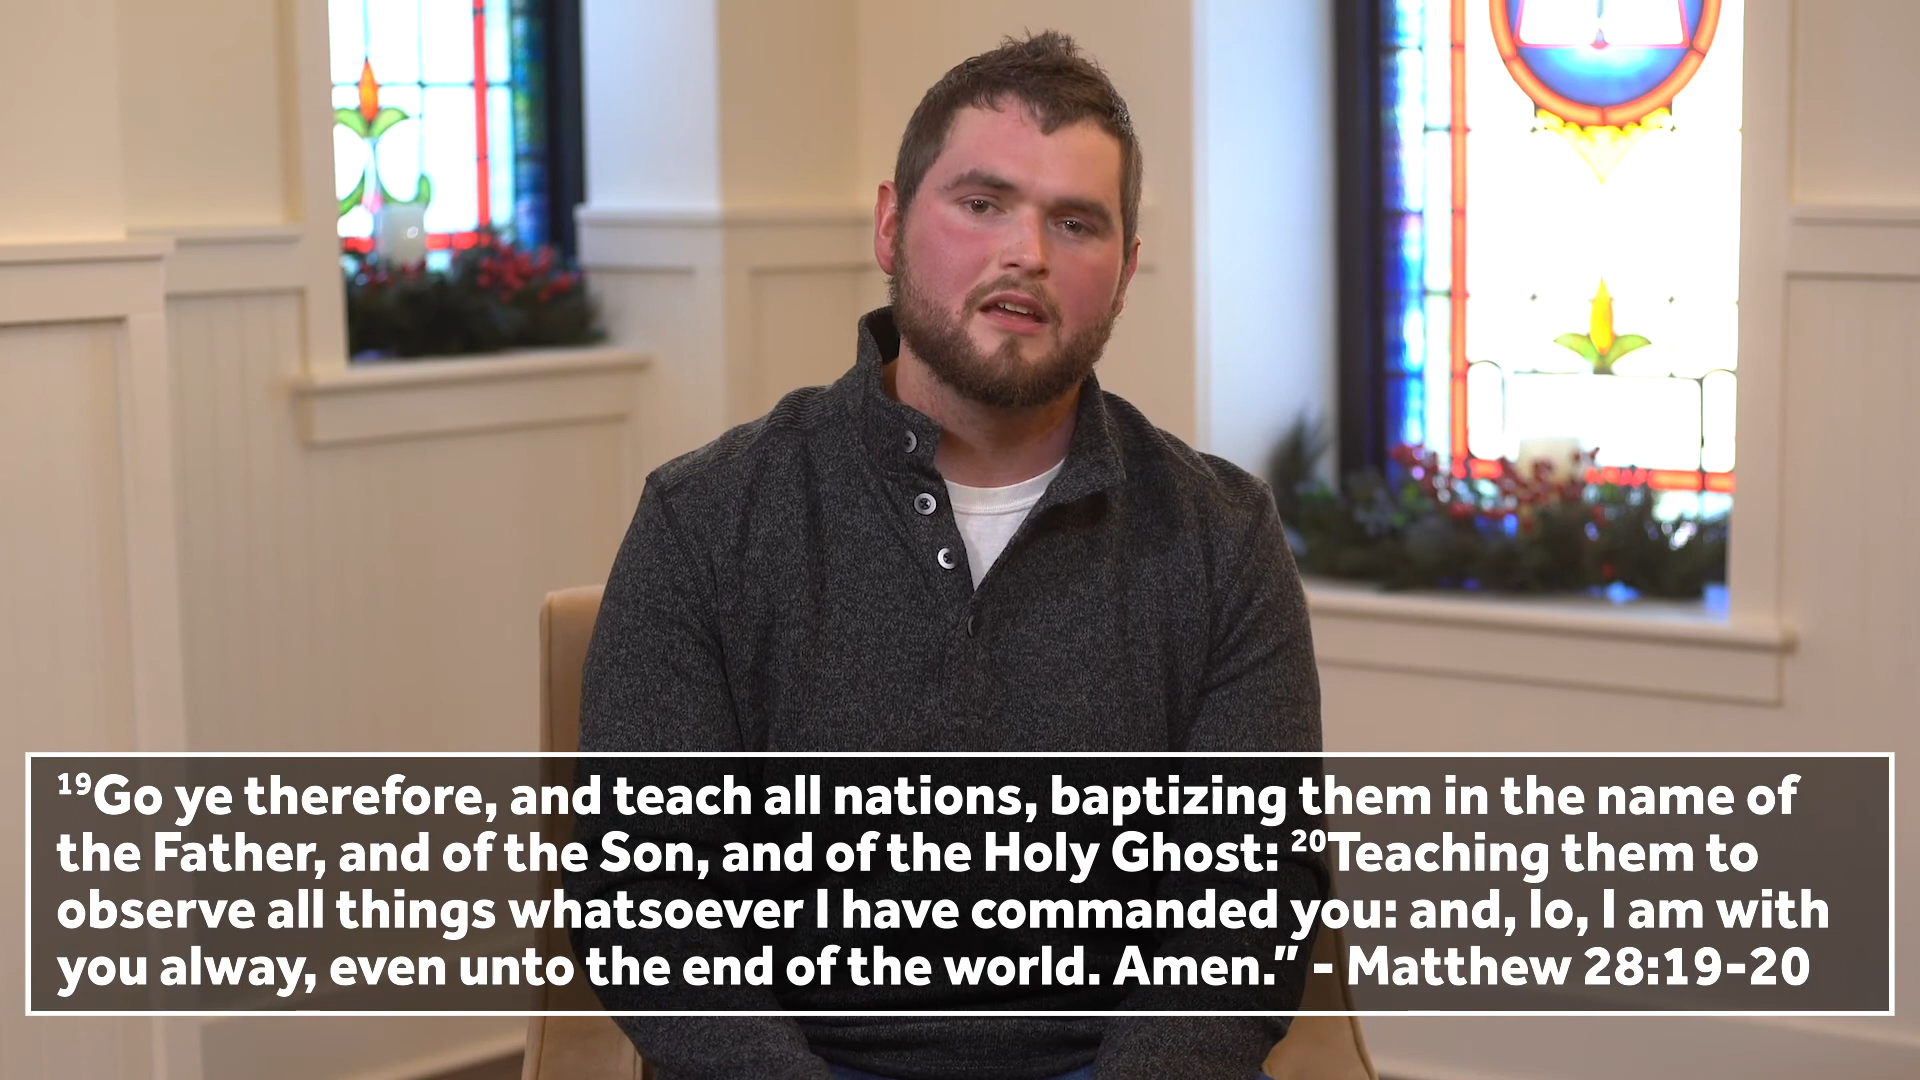 ¹⁹Go ye therefore, and teach all nations, baptizing them in the name of
the Father, and of the Son, and of the Holy Ghost: ²⁰Teaching them to
observe all things whatsoever I have commanded you: and, lo, I am with
you alway, even unto the end of the world. Amen.” - Matthew 28:19-20